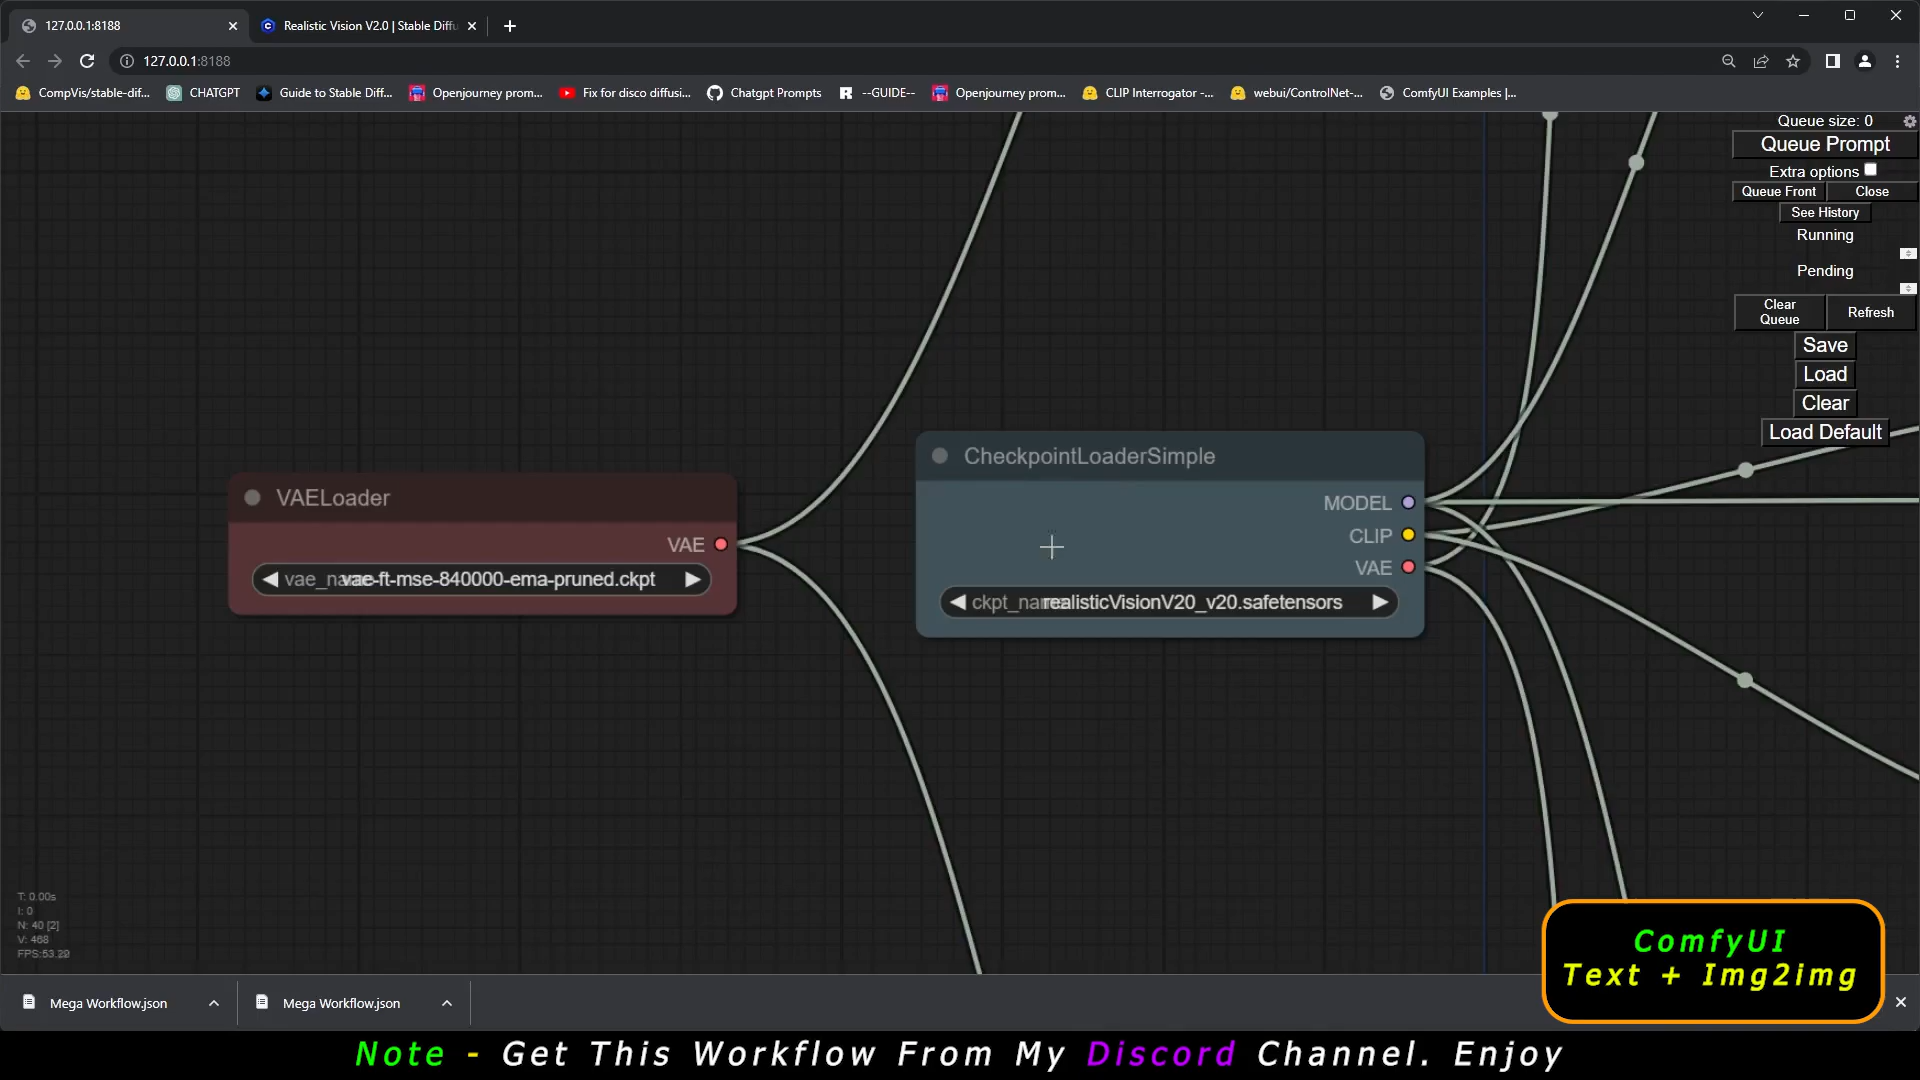 127.0.0.1:8188
Realistic Vision V2.0 | Stable Diffu
127.0.0.1:8188
CompVis/stable-dif...
CHATGPT
Guide to Stable Diff...
Openjourney prom...
Fix for disco diffusi...
Chatgpt Prompts
--GUIDE--
Openjourney prom...
CLIP Interrogator -...
webui/ControlNet-...
ComfyUI Examples |...
Queue size: 0
Queue Prompt
Extra options
Queue Front
Close
See History
Running
Pending
Clear
Queue
Refresh
Save
Load
Clear
Load Default
CheckpointLoaderSimple
MODEL
CLIP
VAE
ckpt_name
realisticVisionV20_v20.safetensors
VAELoader
VAE
vae_name
vae-ft-mse-840000-ema-pruned.ckpt
T: 0.00s
I: 0
N: 40 [2]
V: 468
FPS:53.29
ComfyUI
Text + Img2img
Mega Workflow.json
Mega Workflow.json
Note - Get This Workflow From My Discord Channel. Enjoy